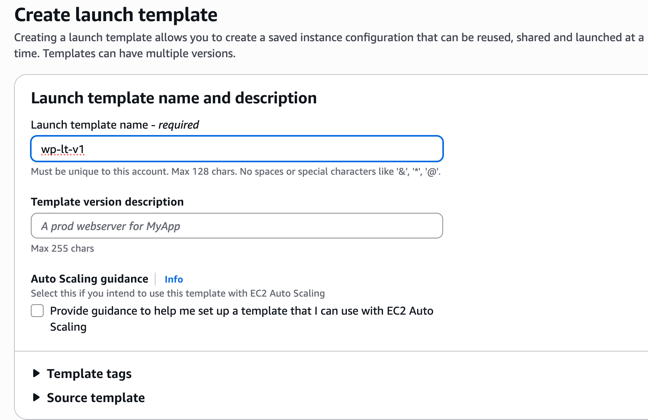 Create launch template
Creating a launch template allows you to create a saved instance configuration that can be reused, shared and launched at a
time. Templates can have multiple versions.
Launch template name and description
Launch template name - required
wp-lt-v1
Must be unique to this account. Max 128 chars. No spaces or special characters like '&', '*', '@'.
Template version description
A prod webserver for MyApp
Max 255 chars
Auto Scaling guidance Info
Select this if you intend to use this template with EC2 Auto Scaling
Provide guidance to help me set up a template that I can use with EC2 Auto
Scaling
Template tags
Source template